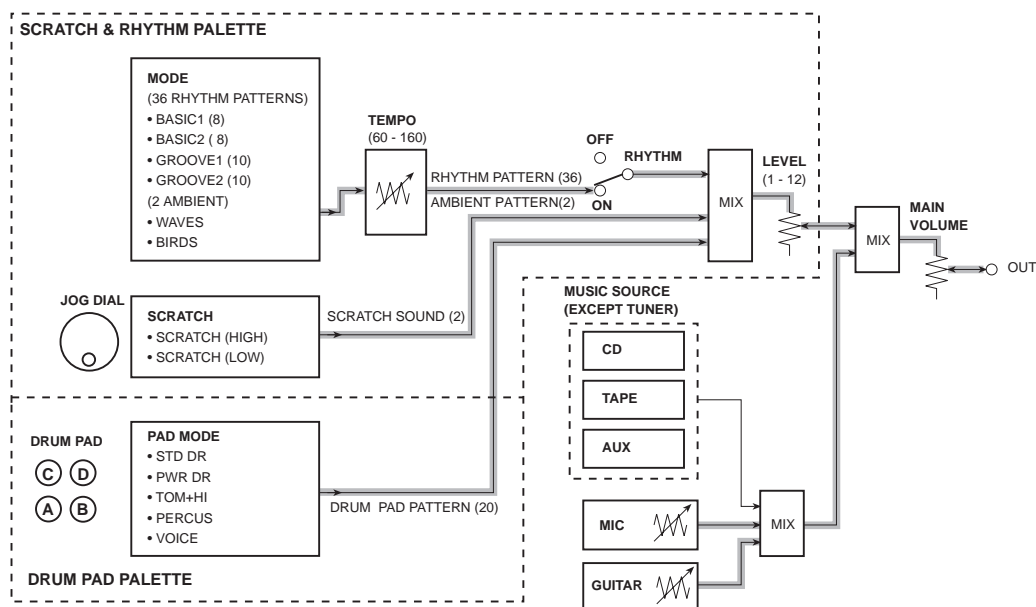 SCRATCH & RHYTHM PALETTE
MODE
(36 RHYTHM PATTERNS)
• BASIC1 (8)
• BASIC2 ( 8)
• GROOVE1 (10)
• GROOVE2 (10)
(2 AMBIENT)
• WAVES
• BIRDS
TEMPO
(60 - 160)
RHYTHM PATTERN (36)
AMBIENT PATTERN(2)
OFF
RHYTHM
ON
MIX
LEVEL
(1 - 12)
MIX
MAIN
VOLUME
OUT
JOG DIAL
SCRATCH
• SCRATCH (HIGH)
• SCRATCH (LOW)
SCRATCH SOUND (2)
MUSIC SOURCE
(EXCEPT TUNER)
CD
TAPE
AUX
DRUM PAD
C D
A B
PAD MODE
• STD DR
• PWR DR
• TOM+HI
• PERCUS
• VOICE
DRUM PAD PATTERN (20)
MIC
MIX
GUITAR
DRUM PAD PALETTE